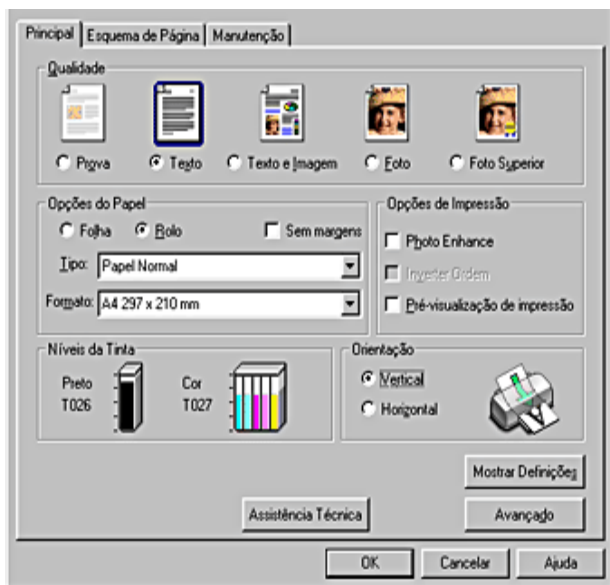 Principal Esquema de Página Manutenção
Qualidade
Prova Texto Texto e Imagem Foto Foto Superior
Opções do Papel
Folha Rolo Sem margens
Tipo: Papel Normal
Formato: A4 297 x 210 mm
Opções de Impressão
Photo Enhance
Inverter Ordem
Pré-visualização de impressão
Níveis da Tinta
Preto Cor
T026 T027
Orientação
Vertical
Horizontal
Mostrar Definições
Assistência Técnica Avançado
OK Cancelar Ajuda